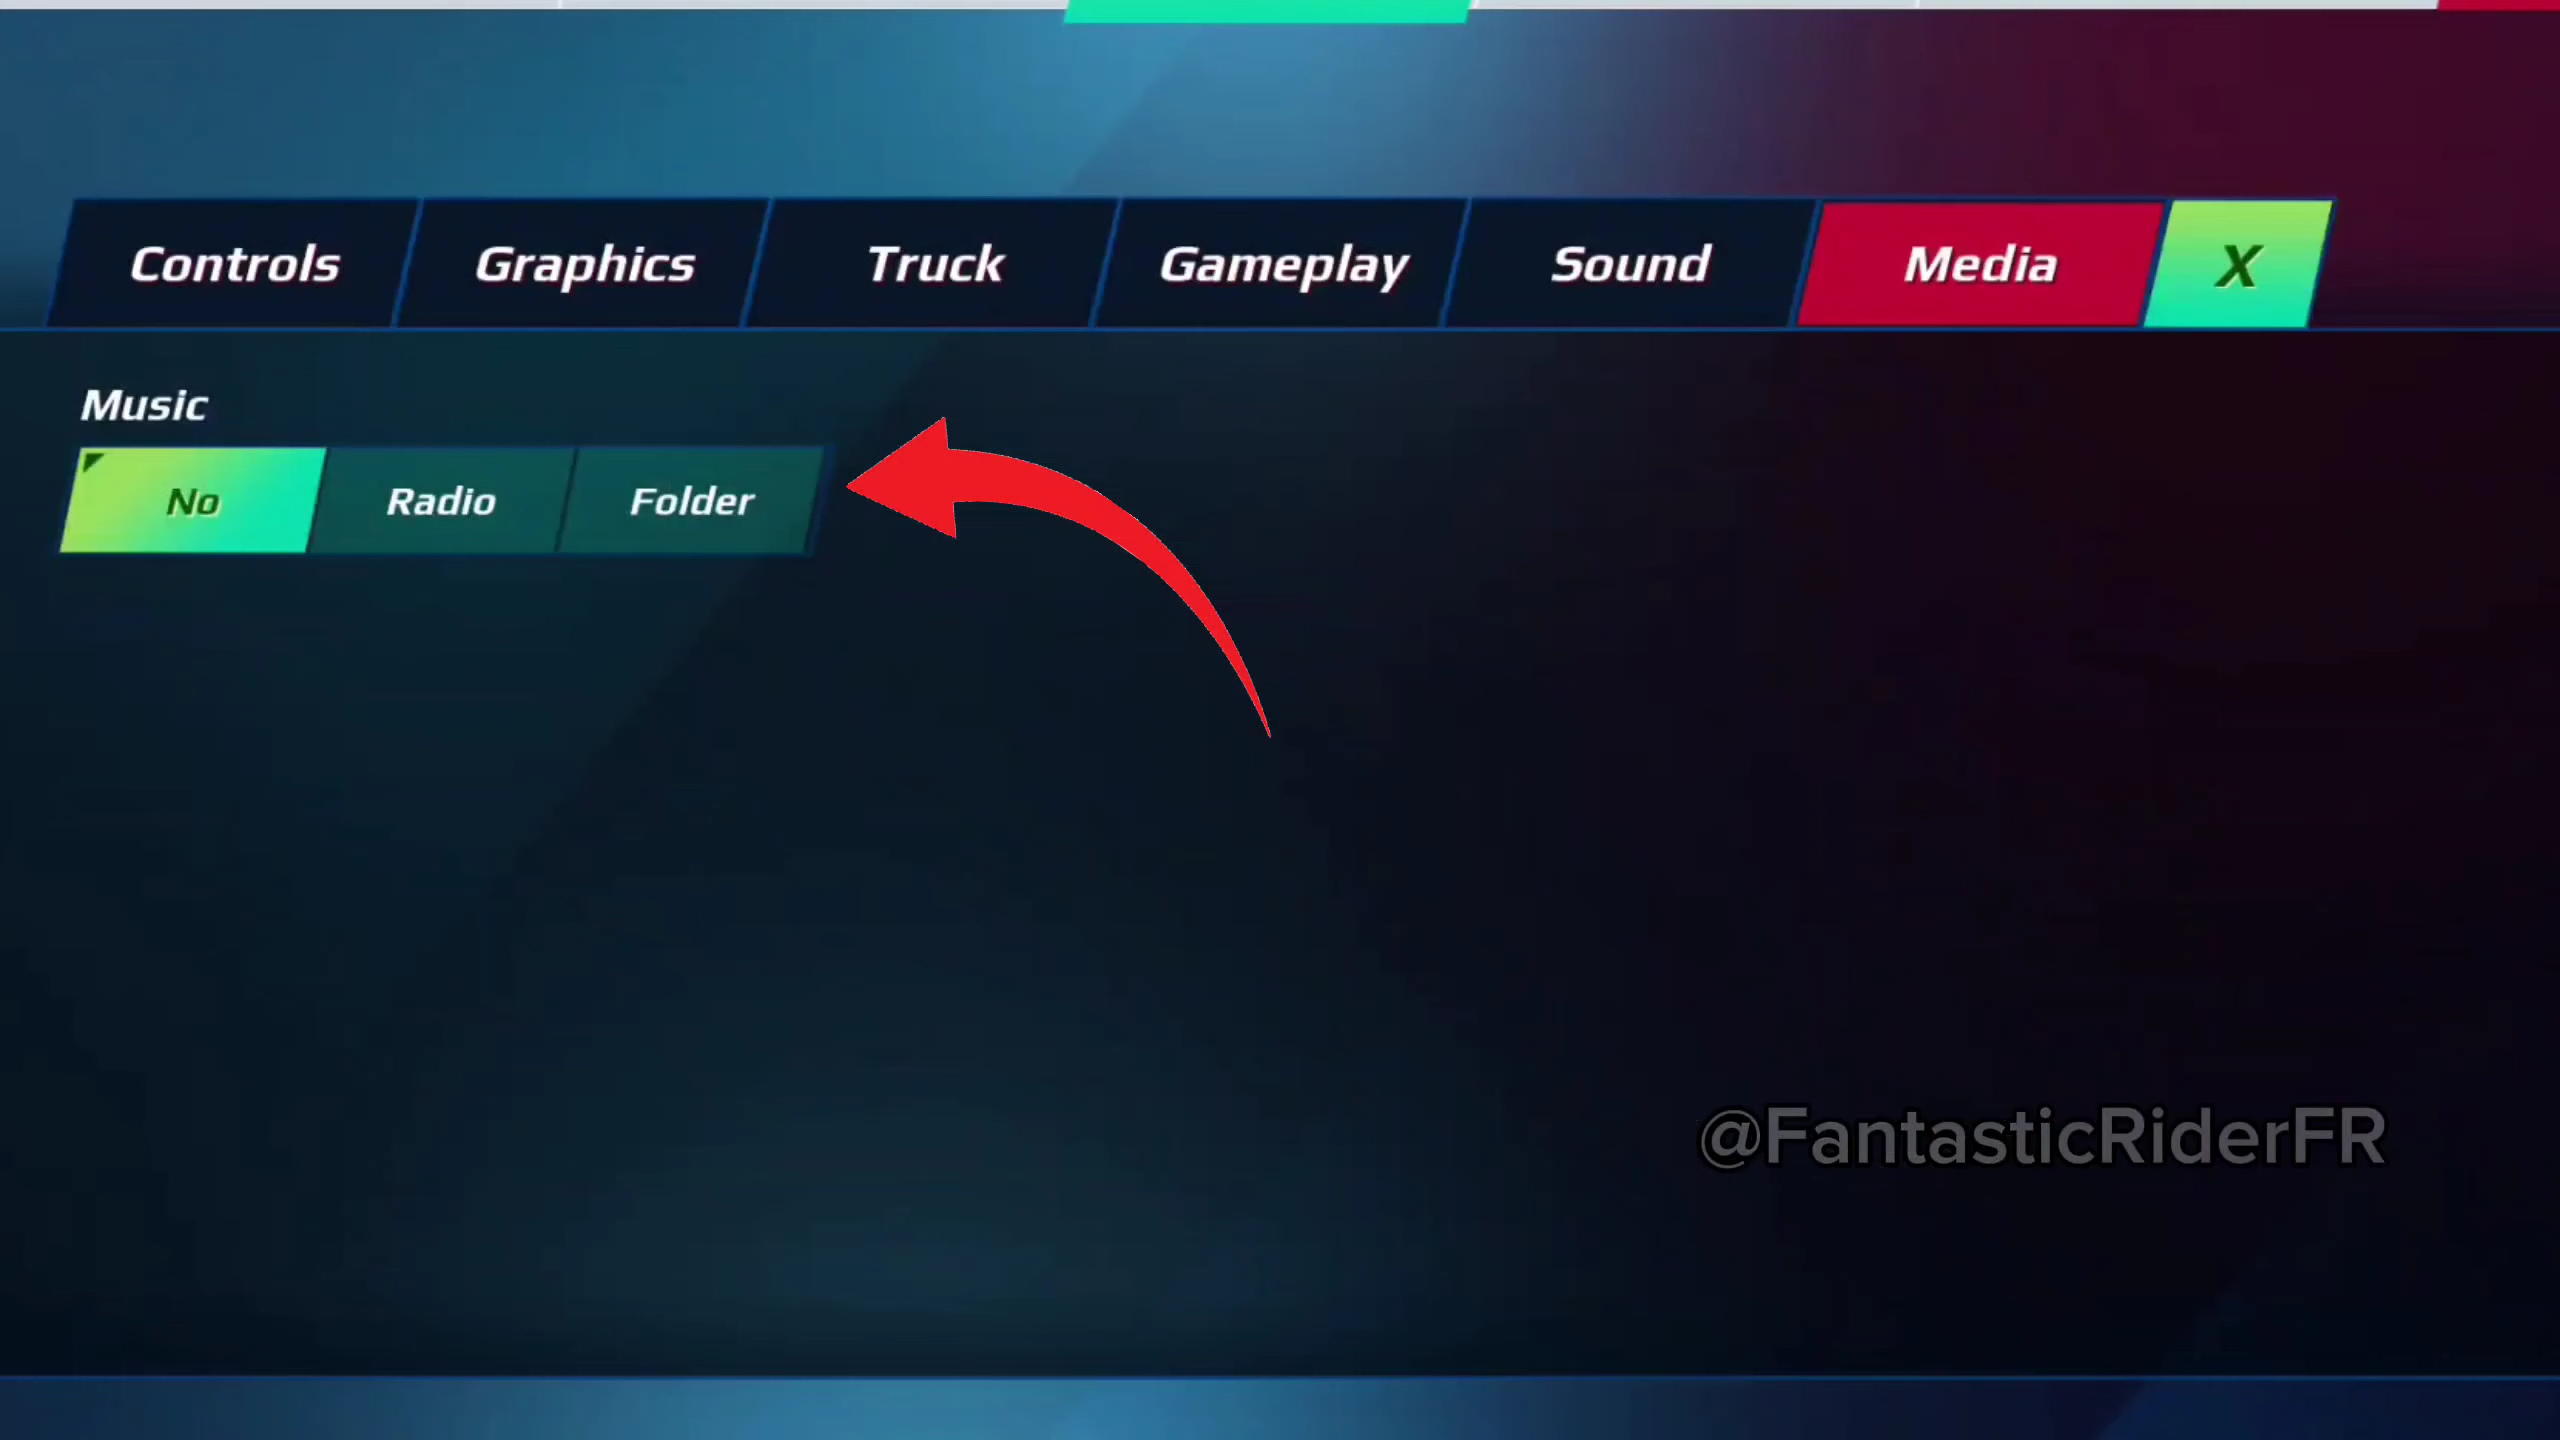 Controls Graphics Truck Gameplay Sound Media X
Music
No Radio Folder
@FantasticRiderFR